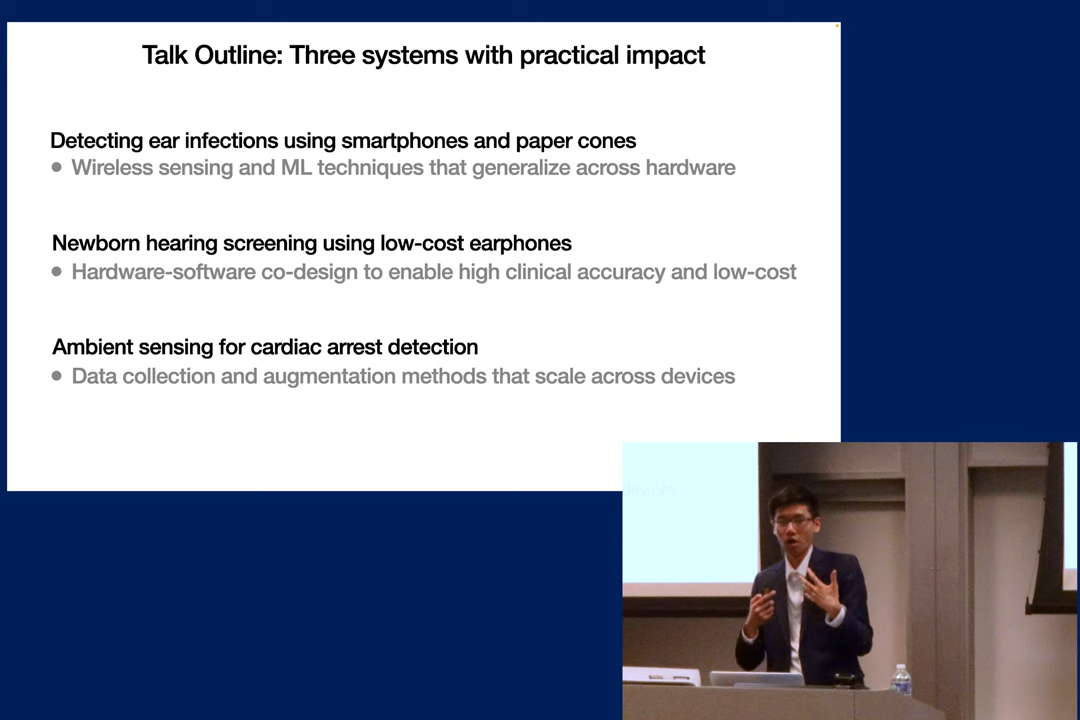 Talk Outline: Three systems with practical impact
Detecting ear infections using smartphones and paper cones
• Wireless sensing and ML techniques that generalize across hardware
Newborn hearing screening using low-cost earphones
• Hardware-software co-design to enable high clinical accuracy and low-cost
Ambient sensing for cardiac arrest detection
• Data collection and augmentation methods that scale across devices
devices